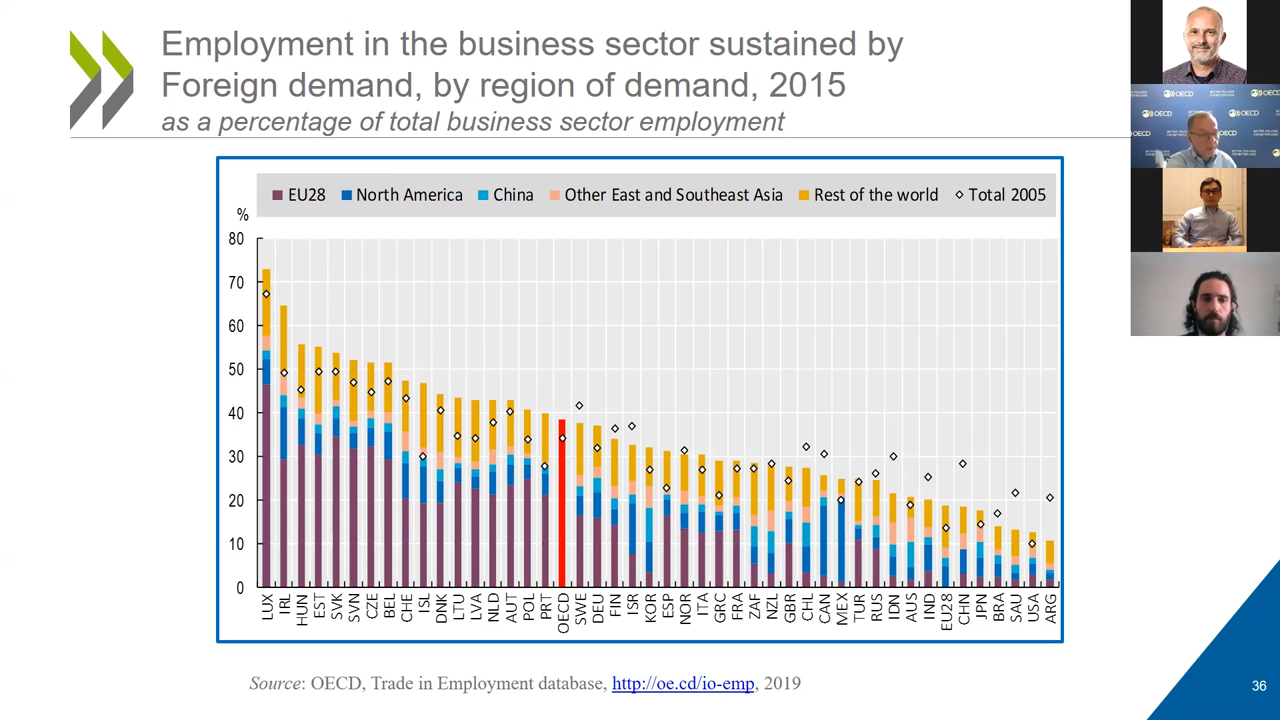 Employment in the business sector sustained by
Foreign demand, by region of demand, 2015
as a percentage of total business sector employment
EU28 North America China Other East and Southeast Asia Rest of the world Total 2005
%
80
70
60
50
40
30
20
10
0
LUX IRL HUN EST SVK SVN CZE BEL CHE ISL DNK LTU LVA NLD AUT POL PRT OECD SWE DEU FIN ISR KOR ESP NOR ITA GRC FRA ZAF NZL GBR CHL CAN MEX TUR RUS IDN AUS IND EU28 CHN JPN BRA SAU USA ARG
Source: OECD, Trade in Employment database, http://oe.cd/io-emp, 2019
36
OECD
OECD
OECD
OECD